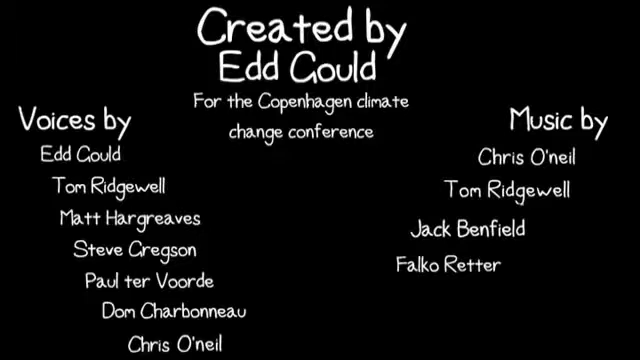 Created by
Edd Gould
For the Copenhagen climate
change conference
Voices by
Edd Gould
Tom Ridgewell
Matt Hargreaves
Steve Gregson
Paul ter Voorde
Dom Charbonneau
Chris O'neil
Music by
Chris O'neil
Tom Ridgewell
Jack Benfield
Falko Retter